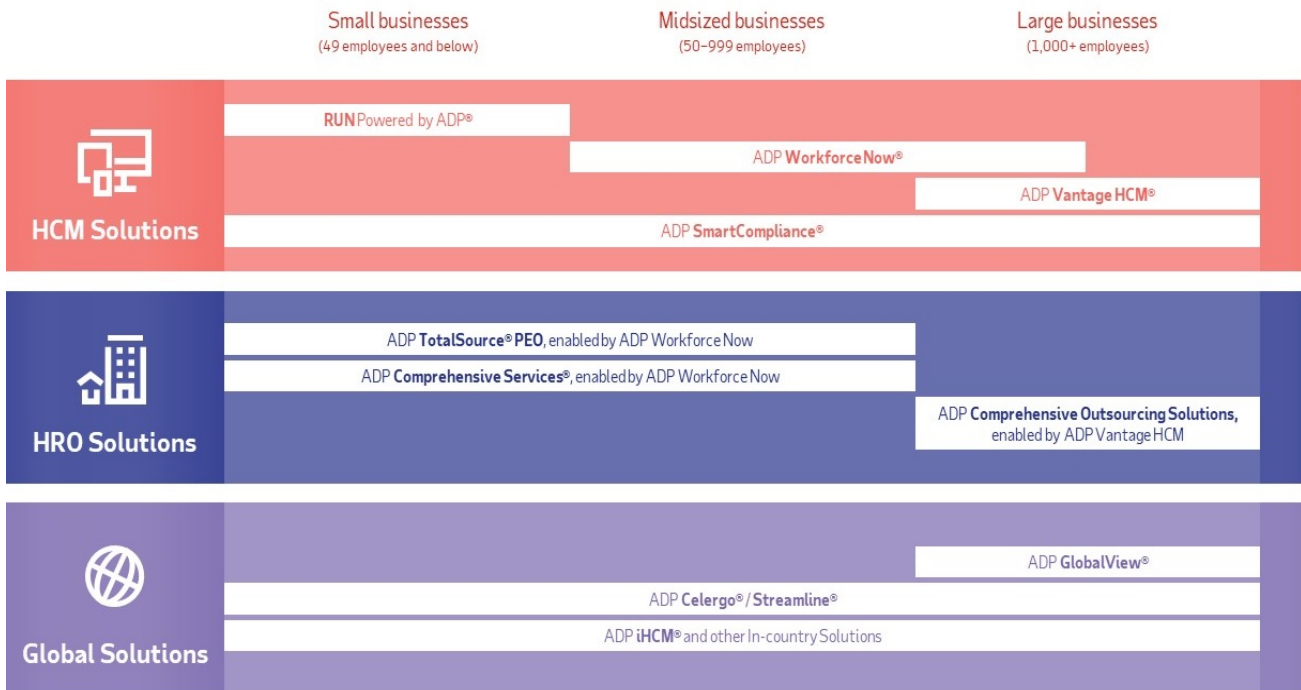 Small businesses
(49 employees and below)
Midsized businesses
(50–999 employees)
Large businesses
(1,000+ employees)
HCM Solutions
RUN Powered by ADP®
ADP Workforce Now®
ADP Vantage HCM®
ADP SmartCompliance®
HRO Solutions
ADP TotalSource® PEO, enabled by ADP Workforce Now
ADP Comprehensive Services®, enabled by ADP Workforce Now
ADP Comprehensive Outsourcing Solutions,
enabled by ADP Vantage HCM
Global Solutions
ADP GlobalView®
ADP Celergo® / Streamline®
ADP iHCM® and other In-country Solutions